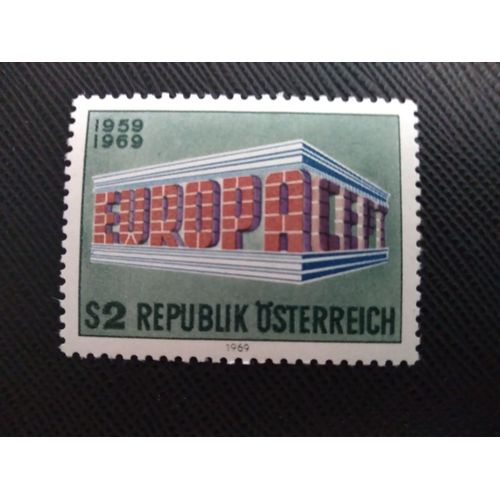 1959
1969
EUROPA CEPT
S2 REPUBLIK ÖSTERREICH
1969